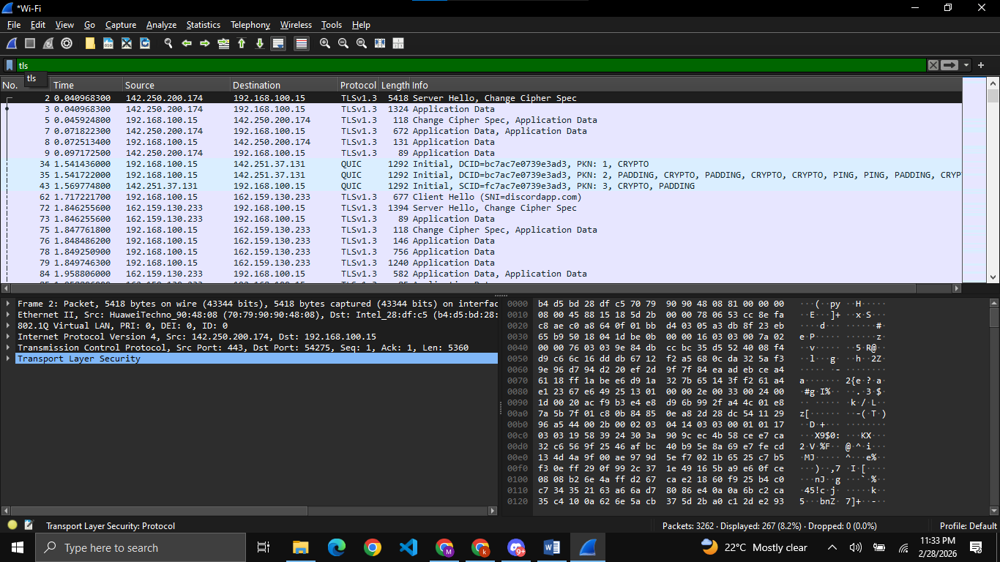 *Wi-Fi
File Edit View Go Capture Analyze Statistics Telephony Wireless Tools Help
tls
tls
No. Time Source Destination Protocol Length Info
2 0.040968300 142.250.200.174 192.168.100.15 TLSv1.3 5418 Server Hello, Change Cipher Spec
3 0.040968300 142.250.200.174 192.168.100.15 TLSv1.3 1324 Application Data
5 0.045924800 192.168.100.15 142.250.200.174 TLSv1.3 118 Change Cipher Spec, Application Data
7 0.071822300 142.250.200.174 192.168.100.15 TLSv1.3 672 Application Data, Application Data
8 0.072513400 192.168.100.15 142.250.200.174 TLSv1.3 131 Application Data
9 0.097172500 142.250.200.174 192.168.100.15 TLSv1.3 89 Application Data
34 1.541436000 192.168.100.15 142.251.37.131 QUIC 1292 Initial, DCID=bc7ac7e0739e3ad3, PKN: 1, CRYPTO
35 1.541722000 192.168.100.15 142.251.37.131 QUIC 1292 Initial, DCID=bc7ac7e0739e3ad3, PKN: 2, PADDING, CRYPTO, PADDING, CRYPTO, CRYPTO, PING, PING, PADDING, CRYP
43 1.569774800 142.251.37.131 192.168.100.15 QUIC 1292 Initial, SCID=fc7ac7e0739e3ad3, PKN: 3, CRYPTO, PADDING
62 1.717221700 192.168.100.15 162.159.130.233 TLSv1.3 677 Client Hello (SNI=discordapp.com)
72 1.846255600 162.159.130.233 192.168.100.15 TLSv1.3 1394 Server Hello, Change Cipher Spec
73 1.846255600 162.159.130.233 192.168.100.15 TLSv1.3 89 Application Data
75 1.847761800 192.168.100.15 162.159.130.233 TLSv1.3 118 Change Cipher Spec, Application Data
76 1.848486200 192.168.100.15 162.159.130.233 TLSv1.3 146 Application Data
78 1.849250900 192.168.100.15 162.159.130.233 TLSv1.3 756 Application Data
79 1.849746300 192.168.100.15 162.159.130.233 TLSv1.3 1240 Application Data
84 1.958806000 162.159.130.233 192.168.100.15 TLSv1.3 582 Application Data, Application Data
Frame 2: Packet, 5418 bytes on wire (43344 bits), 5418 bytes captured (43344 bits) on interfac
Ethernet II, Src: HuaweiTechno_90:48:08 (70:79:90:90:48:08), Dst: Intel_28:df:c5 (b4:d5:bd:28:
802.1Q Virtual LAN, PRI: 0, DEI: 0, ID: 0
Internet Protocol Version 4, Src: 142.250.200.174, Dst: 192.168.100.15
Transmission Control Protocol, Src Port: 443, Dst Port: 54275, Seq: 1, Ack: 1, Len: 5360
Transport Layer Security
0000 b4 d5 bd 28 df c5 70 79 90 90 48 08 81 00 00 00 ···(··py ··H·····
0010 08 00 45 88 15 18 5d 2b 00 00 78 06 53 cc 8e fa ··E···]+ ··x·S···
0020 c8 ae c0 a8 64 0f 01 bb d4 03 05 a3 db 8f 23 eb ····d··· ······#·
0030 65 b9 50 18 04 1d be 0b 00 00 16 03 03 00 7a 02 e·P····· ······z·
0040 00 00 76 03 03 9e 84 db cc bc 35 d5 52 40 08 f4 ··v····· ··5·R@··
0050 d9 c6 6c 16 dd db 67 12 f2 a5 68 0c da 32 5a f3 ··l···g· ··h··2Z·
0060 9e 96 d7 94 d2 20 ef 2d 9f 7f 84 ea ad eb ce a4 ····· ·- ········
0070 61 18 ff 1a be e6 d9 1a 32 7b 65 14 3f f2 61 a4 a······· 2{e·?·a·
0080 e1 23 67 e6 49 25 13 01 00 00 2e 00 33 00 24 00 ·#g·I%·· ··.·3·$·
0090 1d 00 20 ac f9 b3 e4 e8 d6 6b 99 2f a4 4c 01 e8 ·· ····· ·k·/·L··
00a0 7a 5b 7f 01 c8 0b 84 85 0e a8 2d 28 dc 54 11 29 z[······ ··-(·T·)
00b0 96 a5 44 00 2b 00 02 03 04 14 03 03 00 01 01 17 ··D·+··· ········
00c0 03 03 19 58 39 24 30 3a 90 9c ec 4b 58 ce e7 ca ···X9$0: ···KX···
00d0 32 c6 56 9f 25 46 af bc 40 b9 5e 8a 69 e7 fe cd 2·V·%F·· @·^·i···
00e0 13 4d 4a 9f 00 ae 97 9d 5e f7 02 1b 65 25 c7 b5 ·MJ····· ^···e%··
00f0 f3 0e ff 29 0f 99 2c 37 1e 49 16 5b a9 e6 0f ce ···)··,7 ·I·[····
0100 08 08 b2 6e 4a ff d2 67 ca e2 18 60 f9 25 b4 c0 ···nJ··g ···`·%··
0110 c7 34 35 21 63 a6 6a d7 80 86 e4 0a 0a 6b c2 ca ·45!c·j· ·····k··
0120 35 c4 10 0a 62 6e 5a cb 37 5d 2b a0 c1 2d e2 93 5···bnZ· 7]+··-··
Transport Layer Security: Protocol
Packets: 3262 · Displayed: 267 (8.2%) · Dropped: 0 (0.0%)
Profile: Default
Type here to search
22°C Mostly clear
11:33 PM
2/28/2026